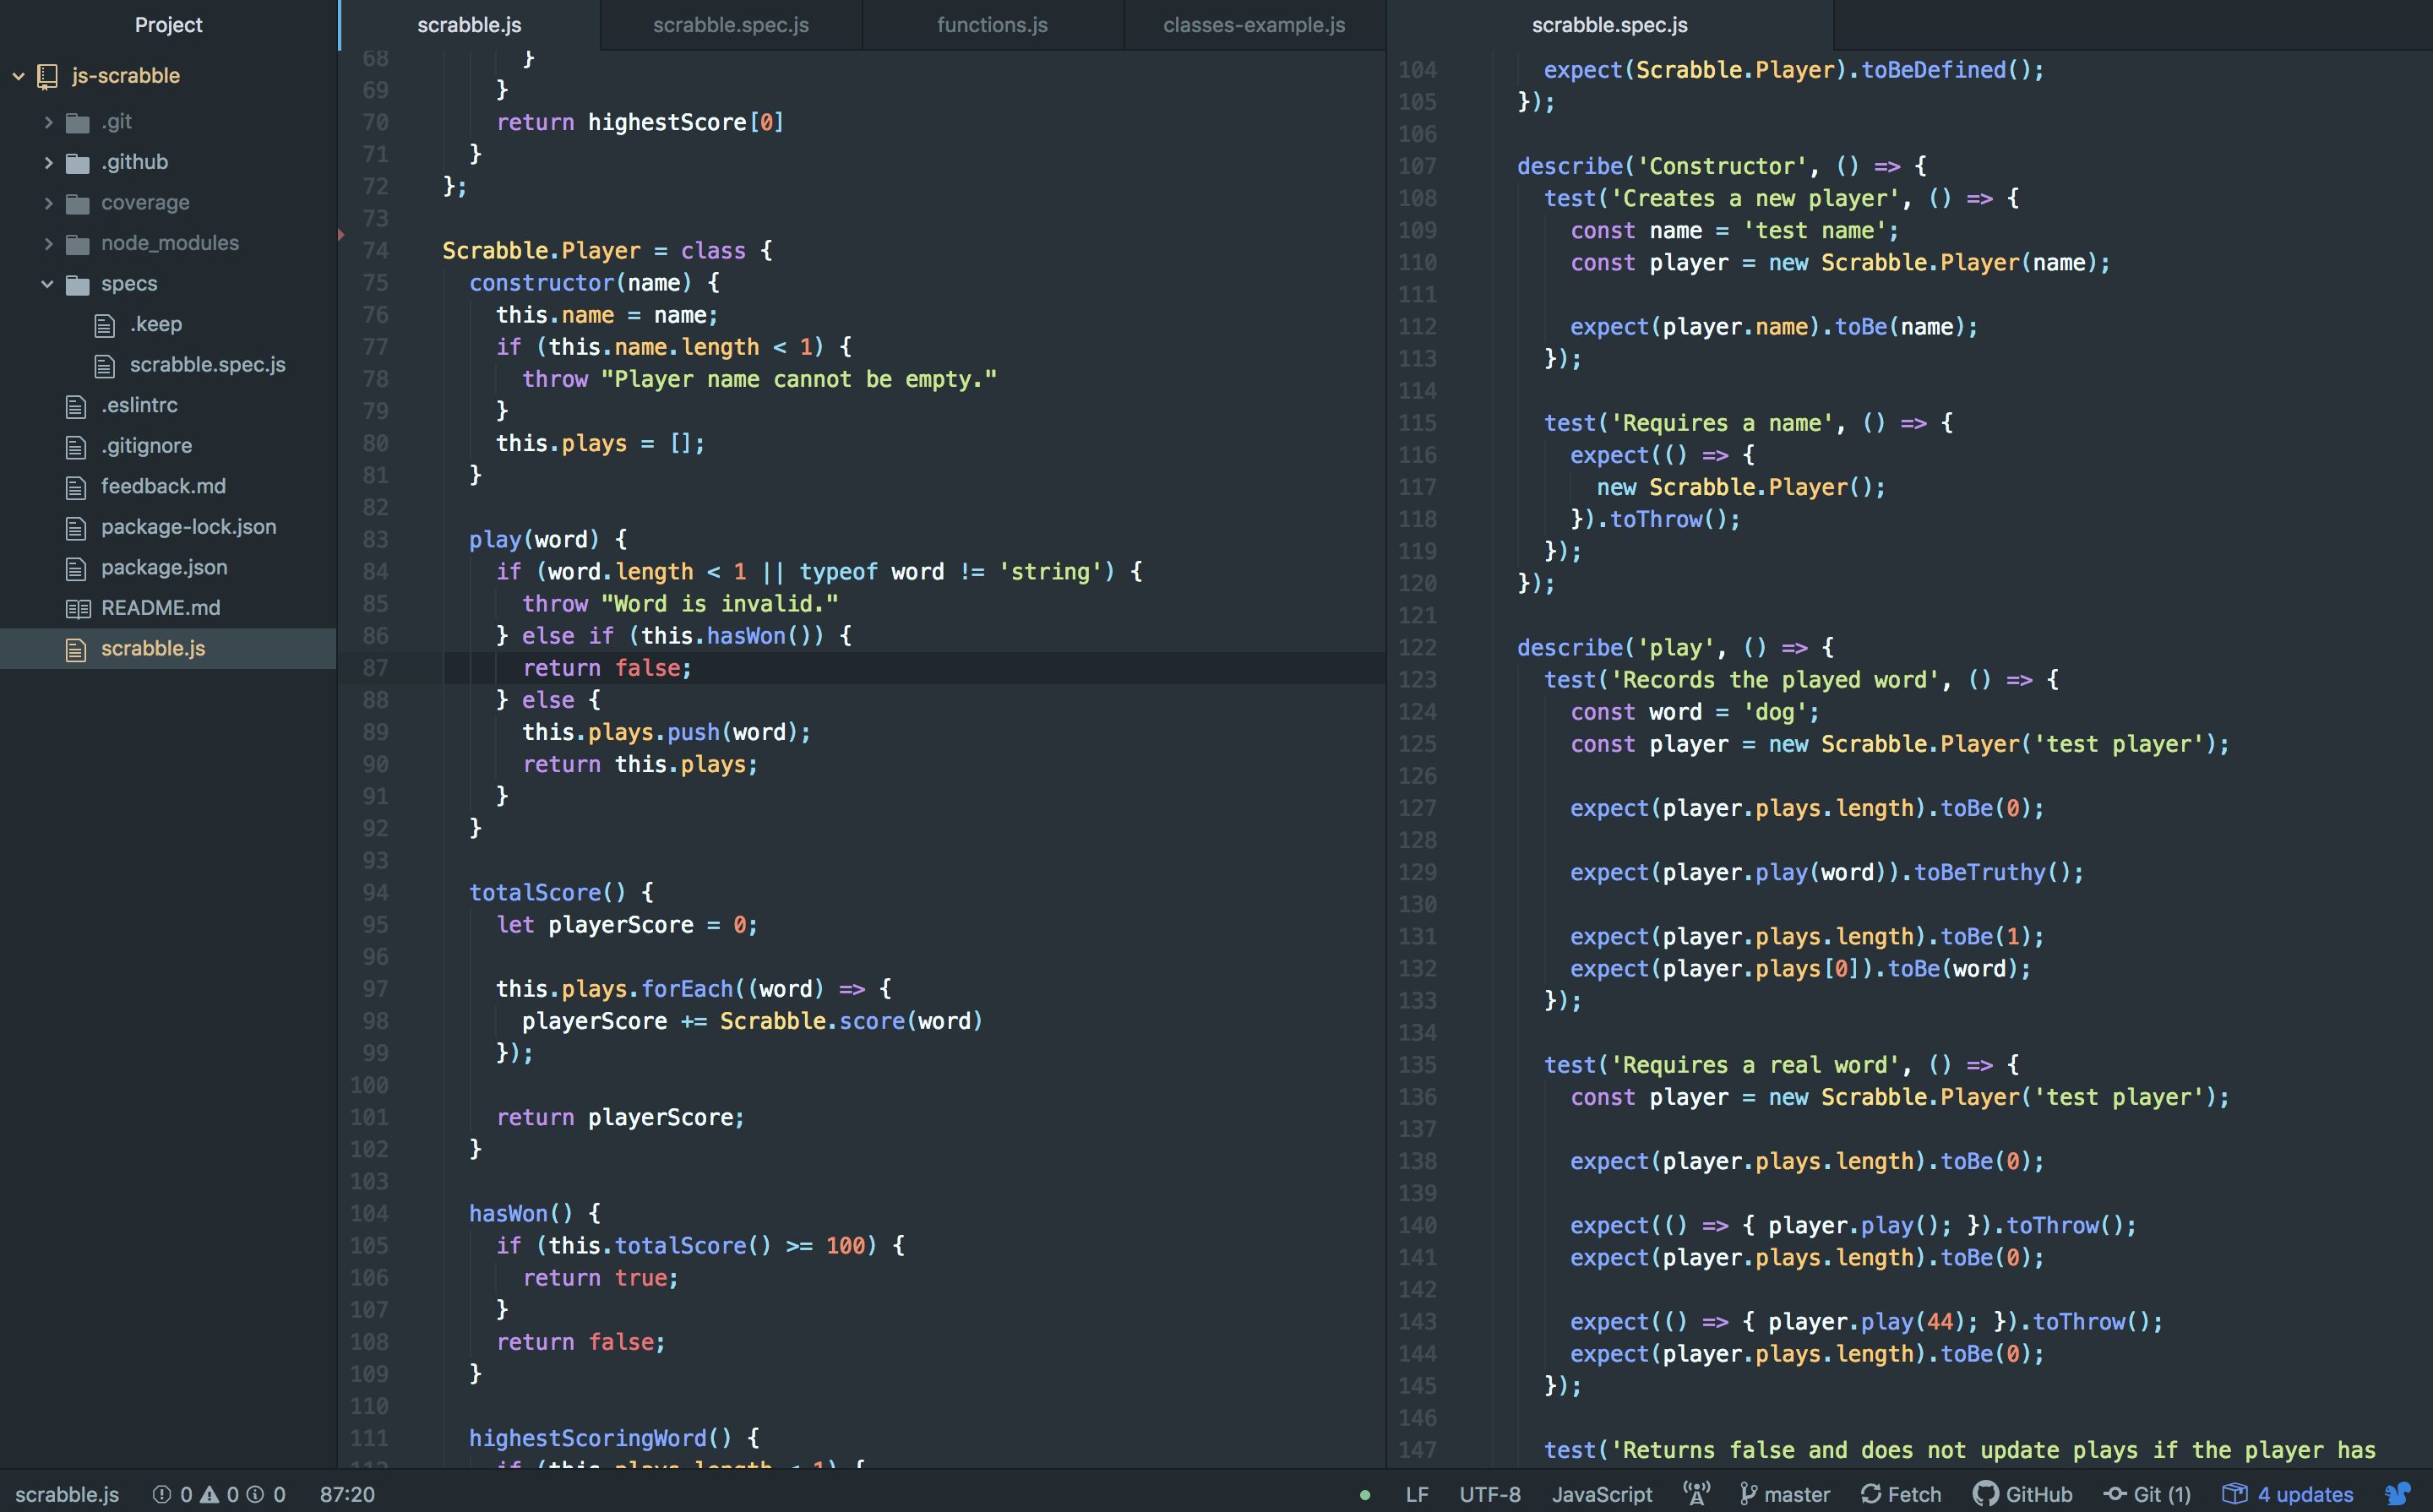 Project
js-scrabble
.git
.github
coverage
node_modules
specs
.keep
scrabble.spec.js
.eslintrc
.gitignore
feedback.md
package-lock.json
package.json
README.md
scrabble.js
scrabble.js scrabble.spec.js functions.js classes-example.js
68 }
69 }
70 return highestScore[0]
71 }
72 };
73
74 Scrabble.Player = class {
75 constructor(name) {
76 this.name = name;
77 if (this.name.length < 1) {
78 throw "Player name cannot be empty."
79 }
80 this.plays = [];
81 }
82
83 play(word) {
84 if (word.length < 1 || typeof word != 'string') {
85 throw "Word is invalid."
86 } else if (this.hasWon()) {
87 return false;
88 } else {
89 this.plays.push(word);
90 return this.plays;
91 }
92 }
93
94 totalScore() {
95 let playerScore = 0;
96
97 this.plays.forEach((word) => {
98 playerScore += Scrabble.score(word)
99 });
100
101 return playerScore;
102 }
103
104 hasWon() {
105 if (this.totalScore() >= 100) {
106 return true;
107 }
108 return false;
109 }
110
111 highestScoringWord() {
112 if (this.plays.length < 1) {
scrabble.spec.js
104 expect(Scrabble.Player).toBeDefined();
105 });
106
107 describe('Constructor', () => {
108 test('Creates a new player', () => {
109 const name = 'test name';
110 const player = new Scrabble.Player(name);
111
112 expect(player.name).toBe(name);
113 });
114
115 test('Requires a name', () => {
116 expect(() => {
117 new Scrabble.Player();
118 }).toThrow();
119 });
120 });
121
122 describe('play', () => {
123 test('Records the played word', () => {
124 const word = 'dog';
125 const player = new Scrabble.Player('test player');
126
127 expect(player.plays.length).toBe(0);
128
129 expect(player.play(word)).toBeTruthy();
130
131 expect(player.plays.length).toBe(1);
132 expect(player.plays[0]).toBe(word);
133 });
134
135 test('Requires a real word', () => {
136 const player = new Scrabble.Player('test player');
137
138 expect(player.plays.length).toBe(0);
139
140 expect(() => { player.play(); }).toThrow();
141 expect(player.plays.length).toBe(0);
142
143 expect(() => { player.play(44); }).toThrow();
144 expect(player.plays.length).toBe(0);
145 });
146
147 test('Returns false and does not update plays if the player has
scrabble.js 0 0 0 87:20 LF UTF-8 JavaScript master Fetch GitHub Git (1) 4 updates